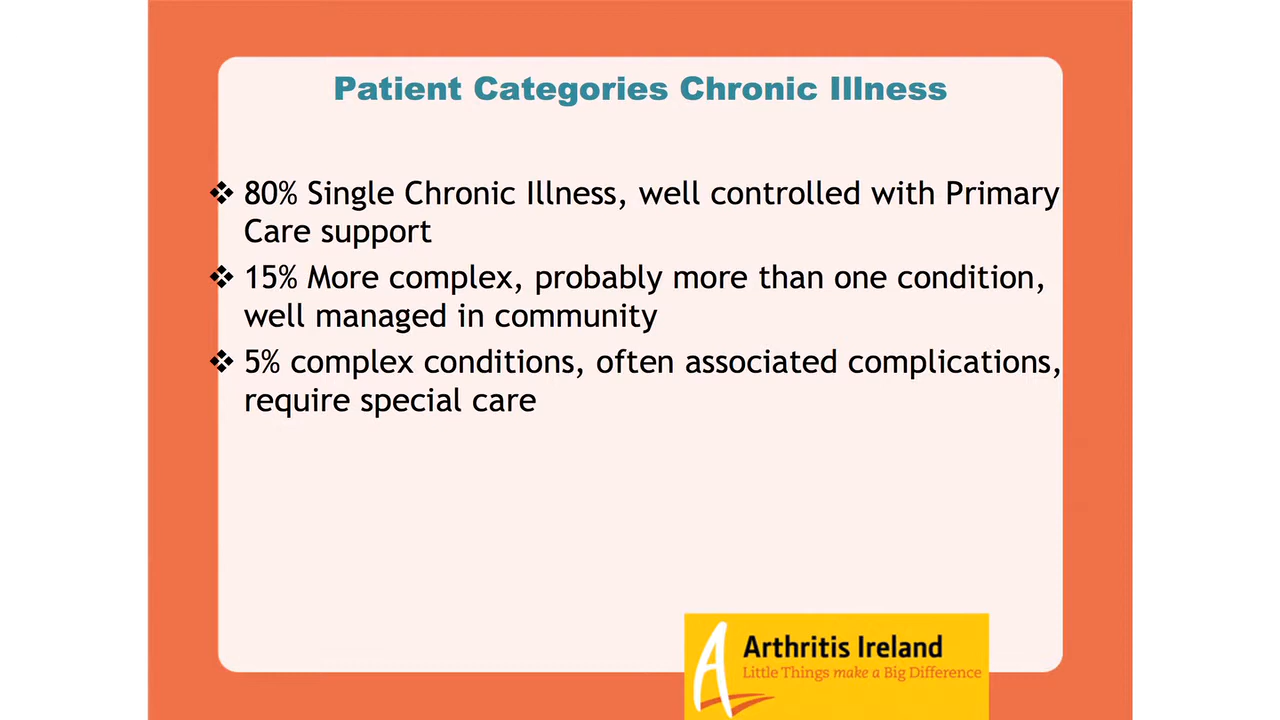 Patient Categories Chronic Illness
❖ 80% Single Chronic Illness, well controlled with Primary
Care support
❖ 15% More complex, probably more than one condition,
well managed in community
❖ 5% complex conditions, often associated complications,
require special care
Arthritis Ireland
Little Things make a Big Difference